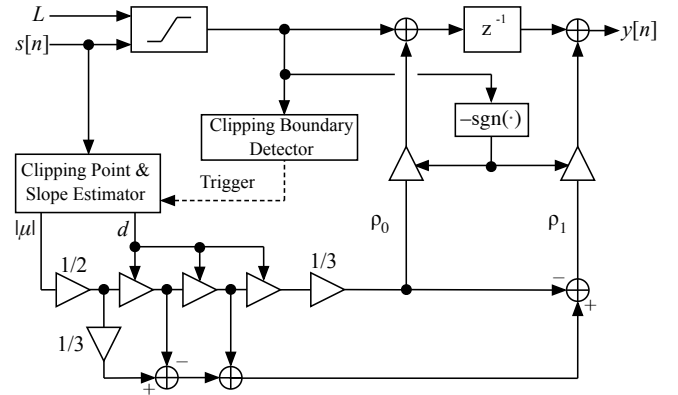 L
s[n]
z⁻¹
y[n]
Clipping Boundary
Detector
−sgn(·)
Clipping Point &
Slope Estimator
Trigger
|μ|
d
ρ₀
ρ₁
1/2
1/3
1/3
−
+
−
+